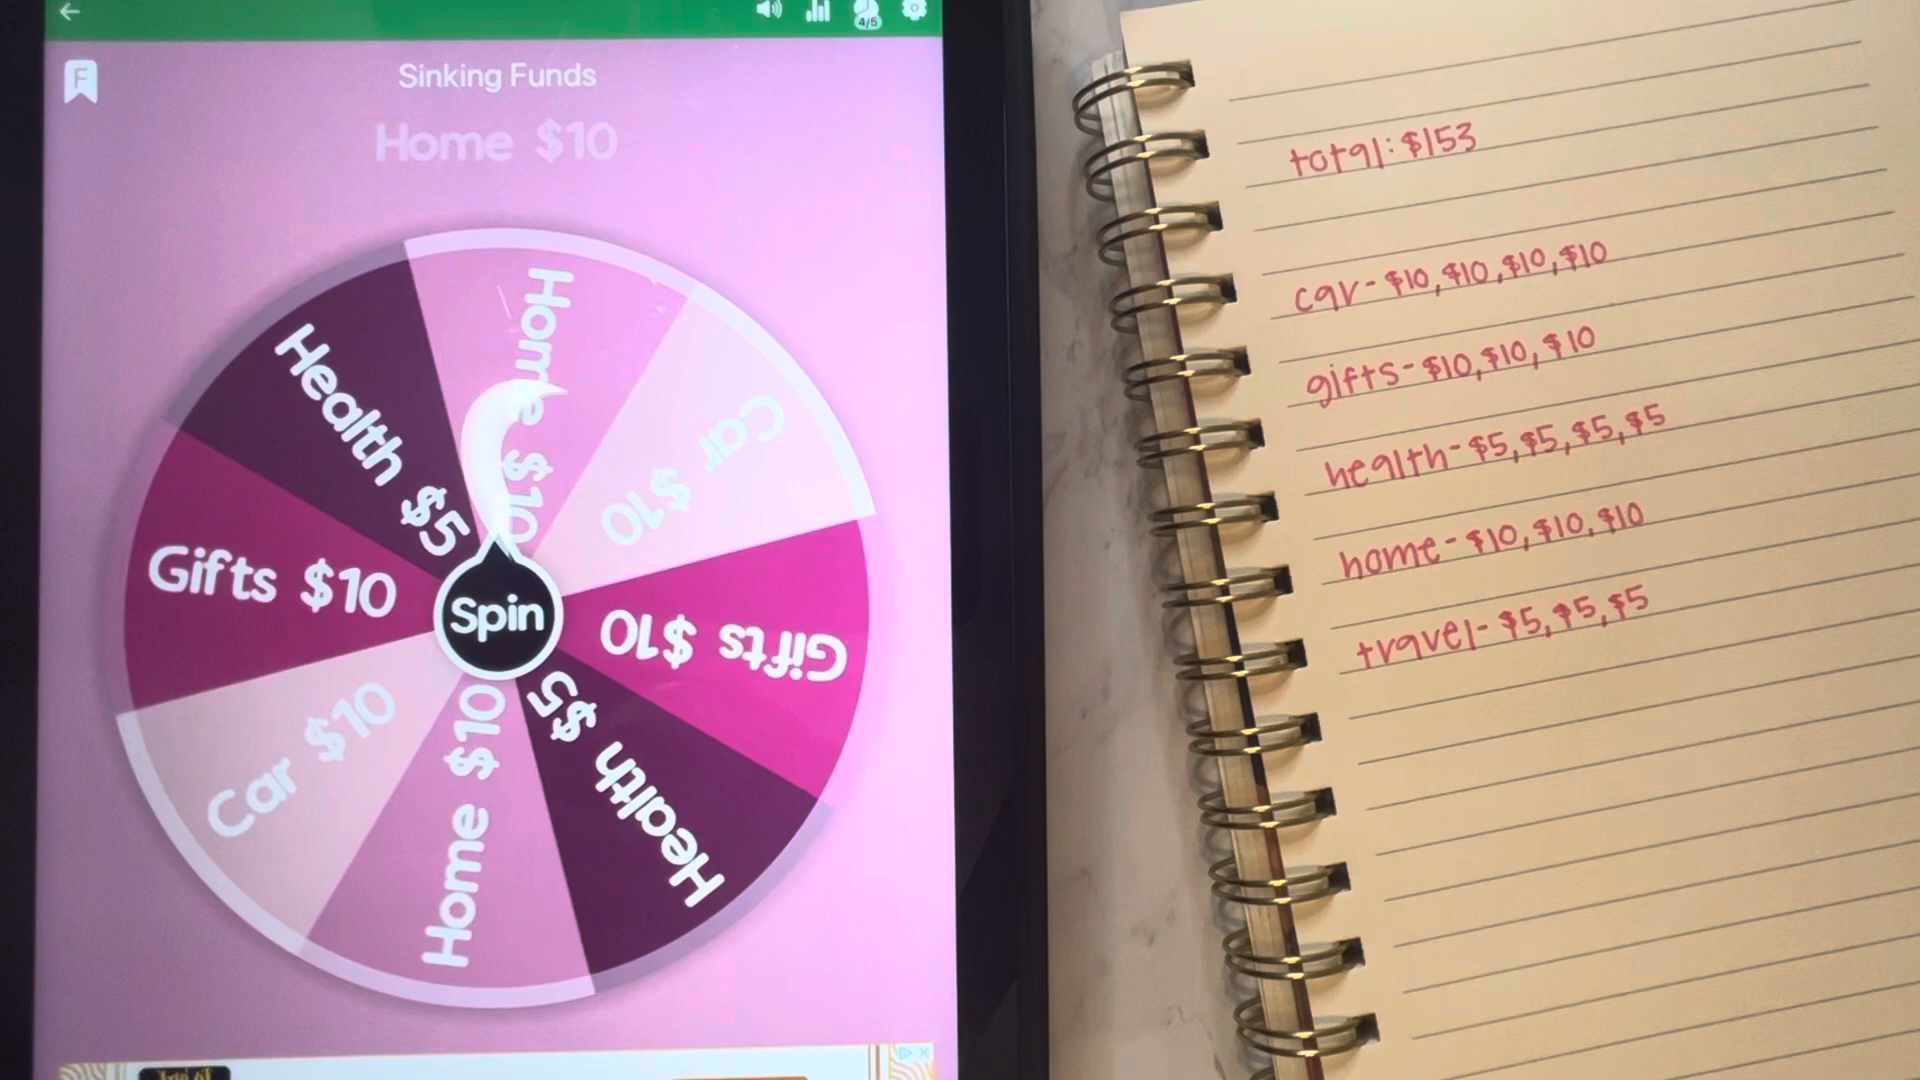 4/5
F
Sinking Funds
Home $10
Home $10
Car $10
Gifts $10
Health $5
Home $10
Car $10
Gifts $10
Health $5
Spin
total: $153
car- $10, $10, $10, $10
gifts- $10, $10, $10
health- $5, $5, $5, $5
home- $10, $10, $10
travel- $5, $5, $5